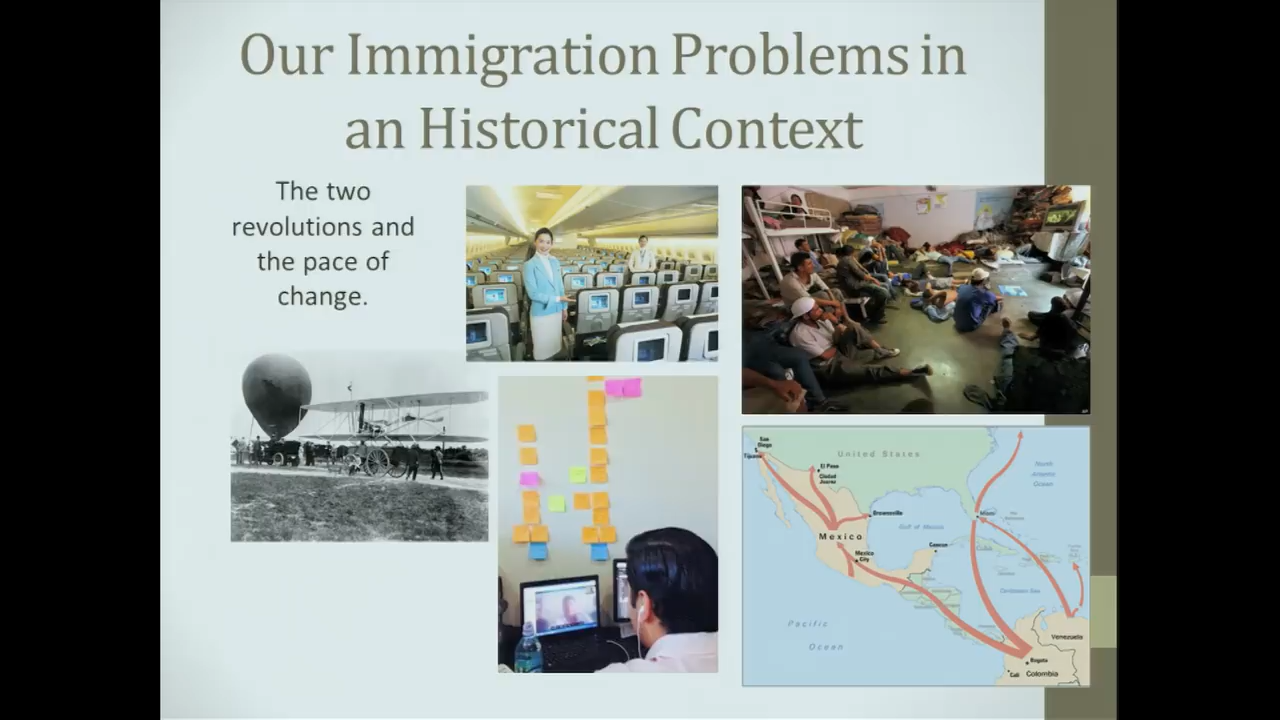 Our Immigration Problems in
an Historical Context
The two
revolutions and
the pace of
change.
San
Diego
Tijuana
El Paso
Ciudad
Juarez
United States
North
Atlantic
Ocean
Brownsville
Gulf of Mexico
Miami
Mexico
Mexico
City
Cancun
Caribbean Sea
Pacific
Ocean
Venezuela
Bogota
Cali
Colombia